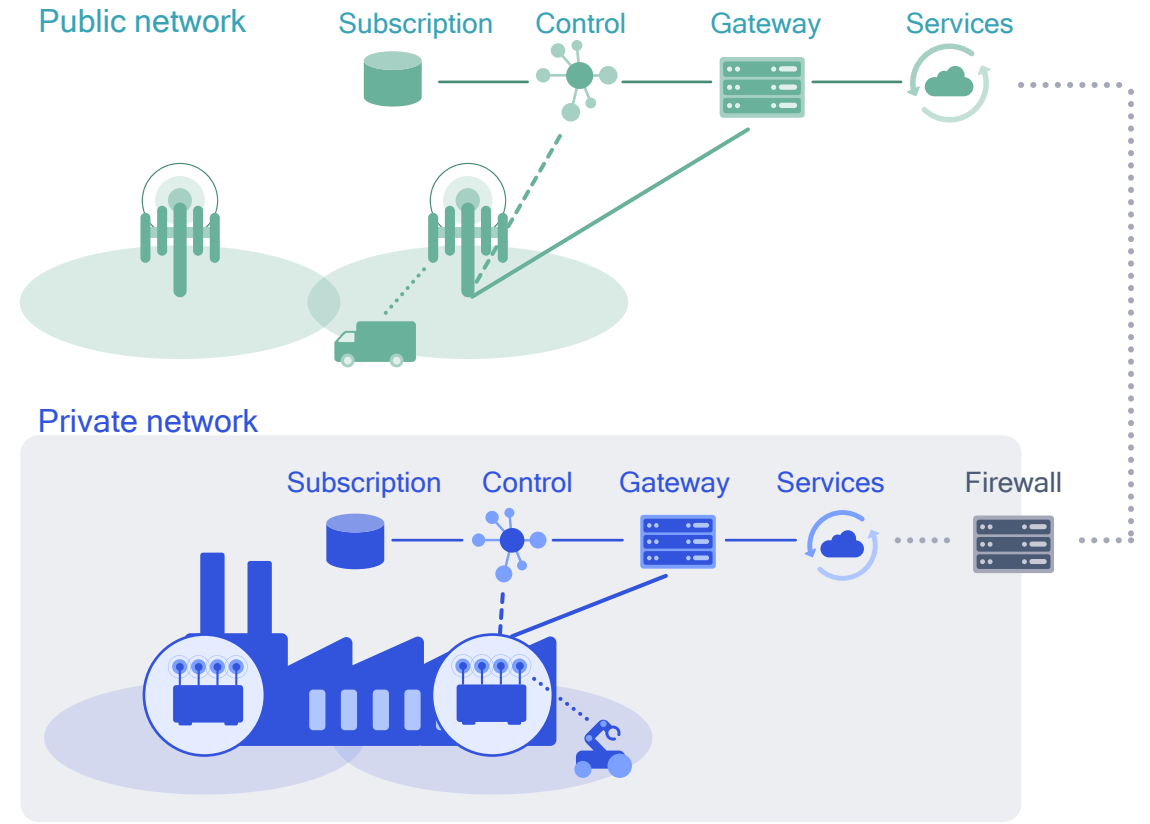 Public network
Subscription
Control
Gateway
Services
Private network
Subscription
Control
Gateway
Services
Firewall